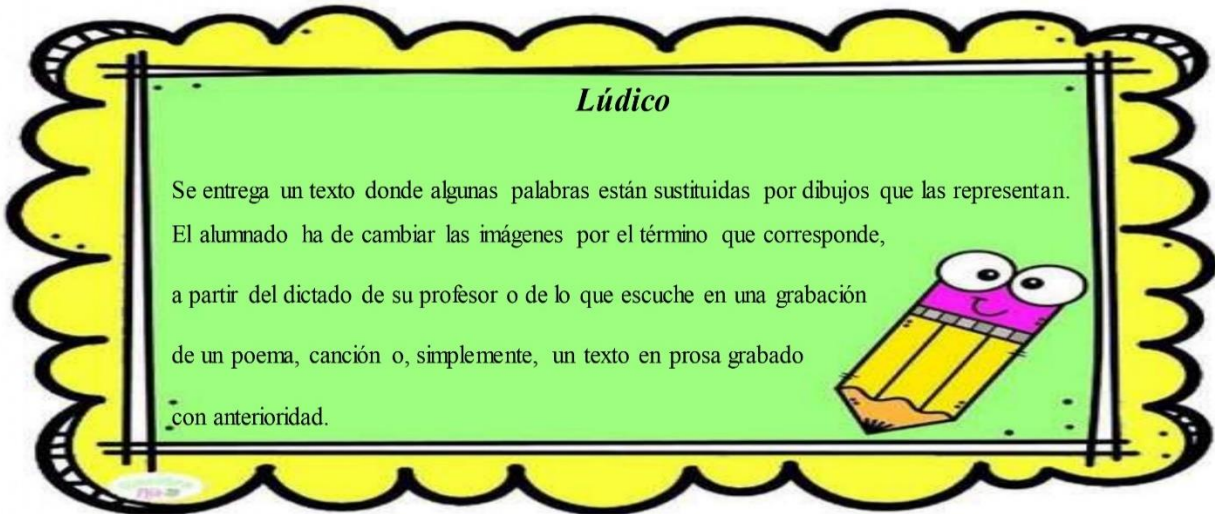 Lúdico
Se entrega un texto donde algunas palabras están sustituidas por dibujos que las representan.
El alumnado ha de cambiar las imágenes por el término que corresponde,
a partir del dictado de su profesor o de lo que escuche en una grabación
de un poema, canción o, simplemente, un texto en prosa grabado
con anterioridad.